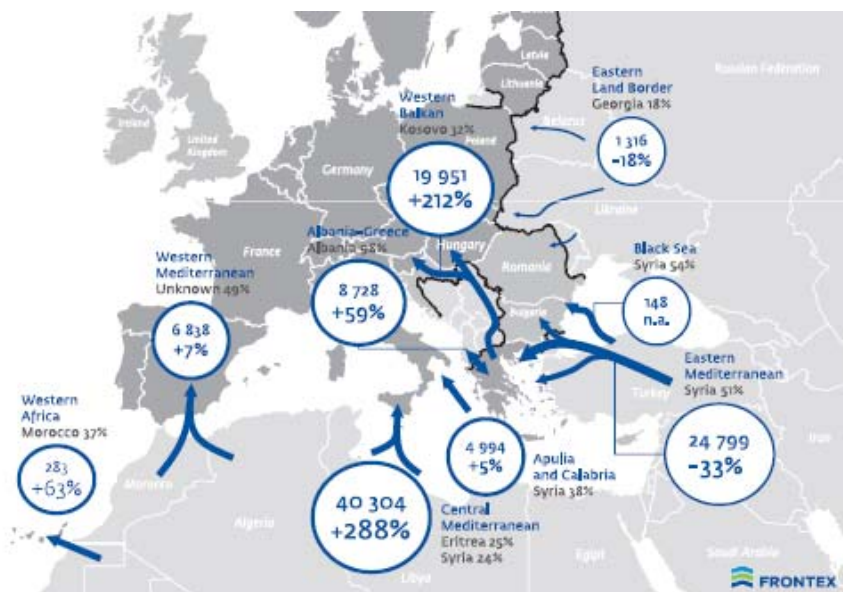 Latvie
Lithuania
Russian Federation
Eastern
Land Border
Georgia 18%
1 316
-18%
Belarus
Western
Balkan
Kosovo 32%
19 951
+212%
Ireland
United
Kingdom
Poland
Germany
Ukraine
Albania-Greece
Albania 98%
8 728
+59%
France
Hungary
Romania
Black Sea
Syria 54%
148
n.a.
Western
Mediterranean
Unknown 49%
6 838
+7%
Bulgaria
Eastern
Mediterranean
Syria 51%
24 799
-33%
Turkey
Iran
Western
Africa
Morocco 37%
283
+63%
Morocco
4 994
+5%
Apulia
and Calabria
Syria 38%
40 304
+288%
Central
Mediterranean
Eritrea 25%
Syria 24%
Algeria
Libya
Egypt
Saudi Arabia
FRONTEX